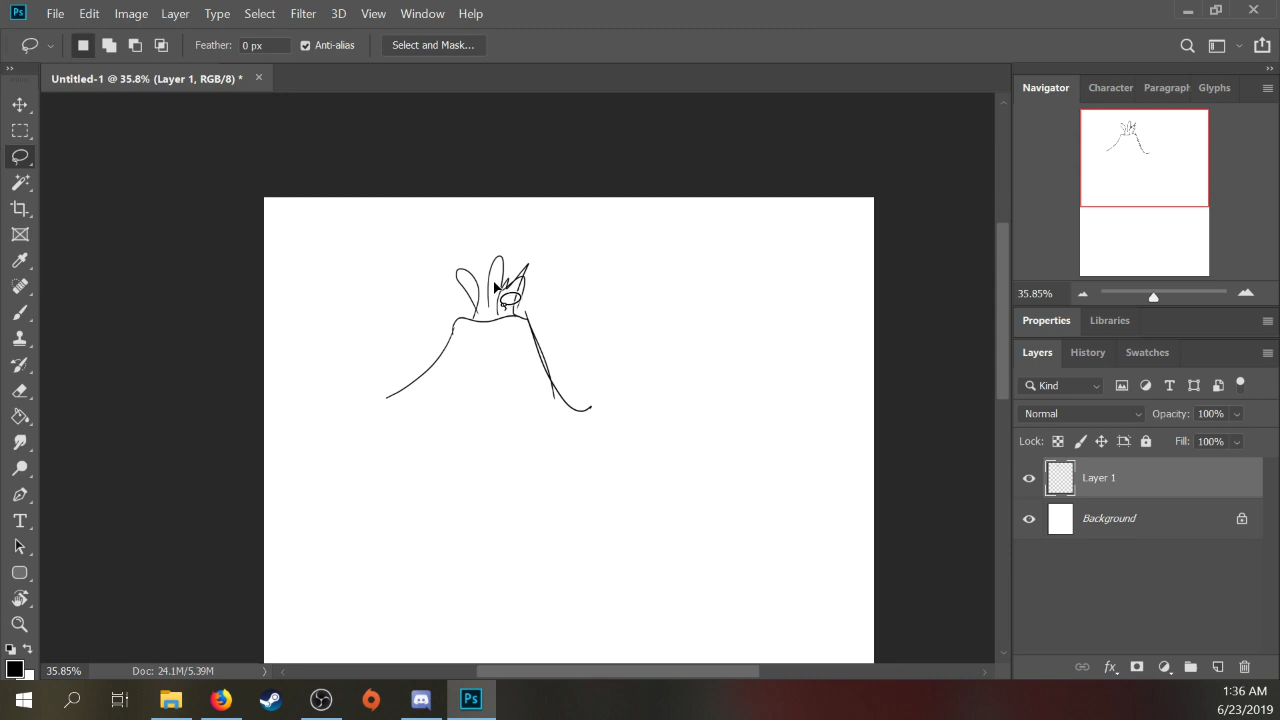 Ps File Edit Image Layer Type Select Filter 3D View Window Help
Feather: 0 px Anti-alias Select and Mask...
Untitled-1 @ 35.8% (Layer 1, RGB/8) *
Navigator Character Paragraph Glyphs
35.85%
Properties Libraries
Layers History Swatches
Kind
Normal Opacity: 100%
Lock: Fill: 100%
Layer 1
Background
35.85% Doc: 24.1M/5.39M
Ps
1:36 AM
6/23/2019